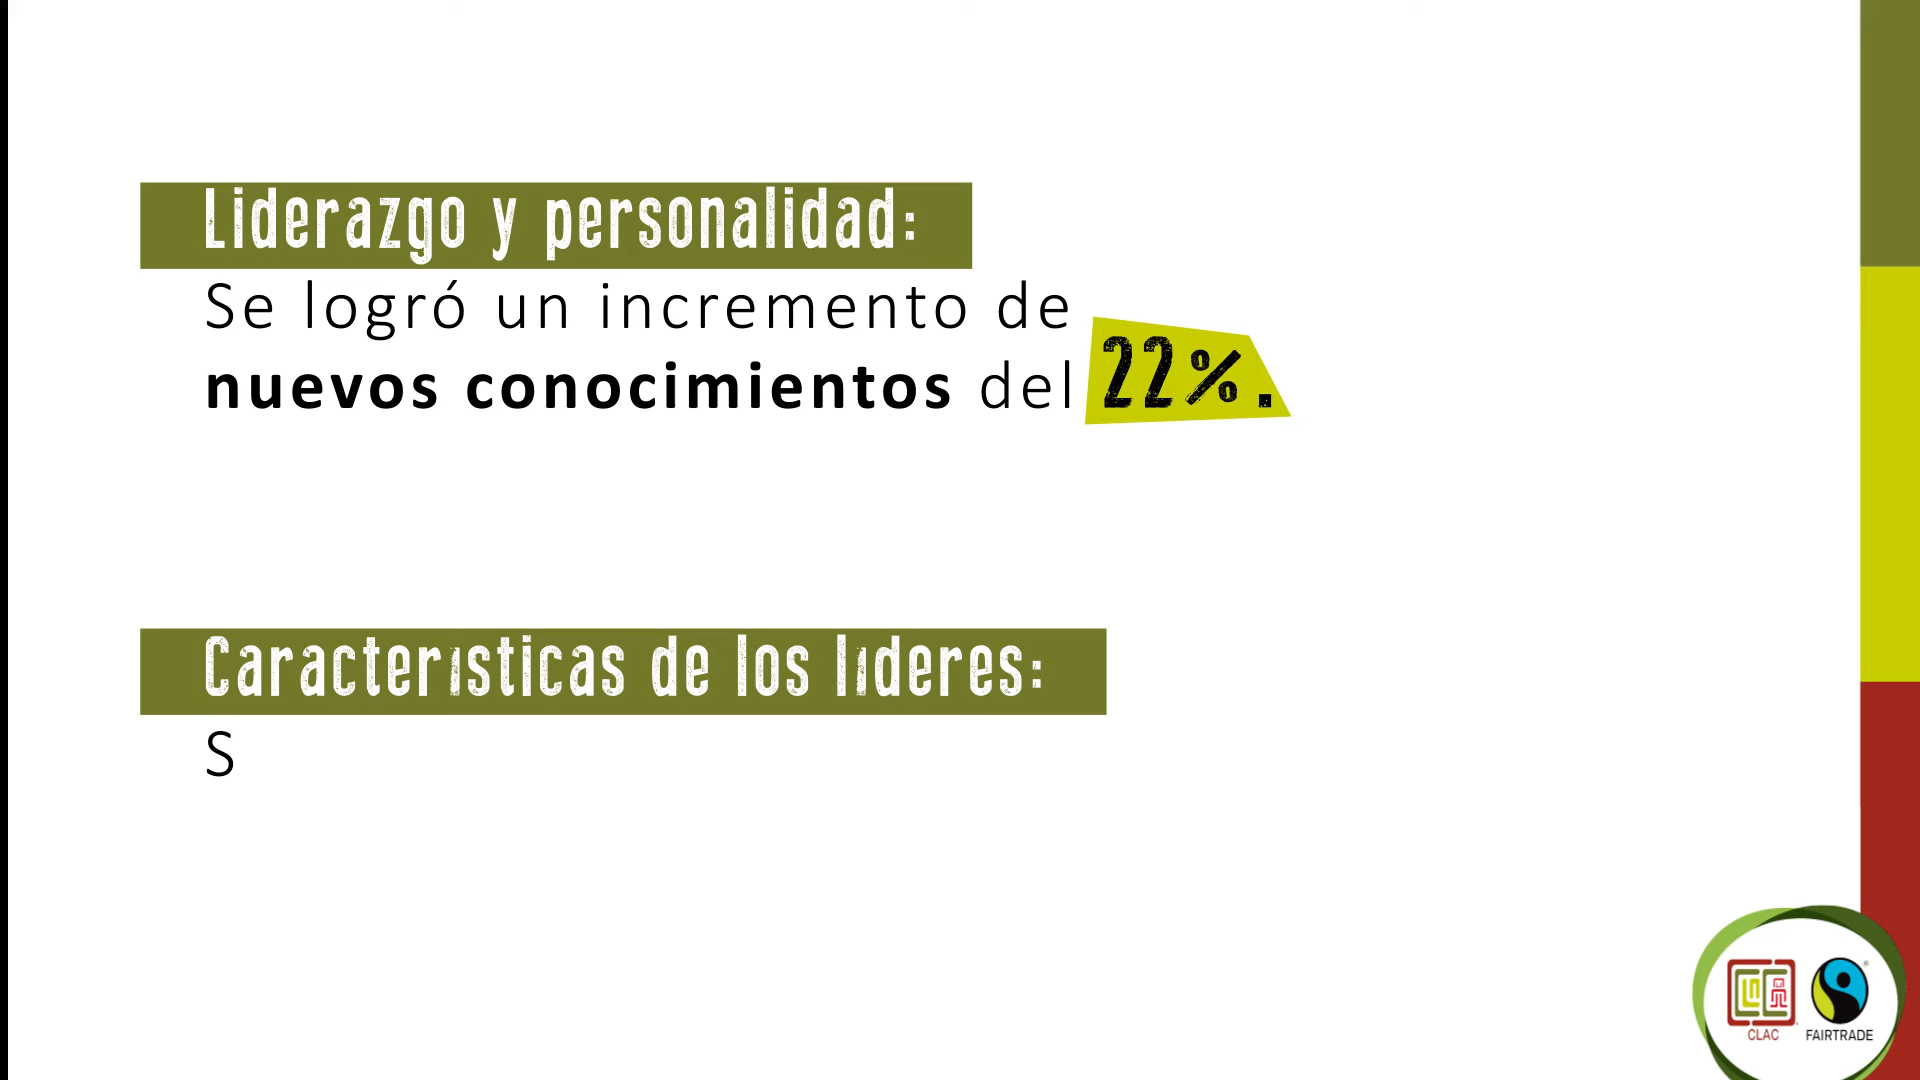 Liderazgo y personalidad:
Se logró un incremento de
nuevos conocimientos del 22%.
Características de los líderes:
S
CLAC
FAIRTRADE